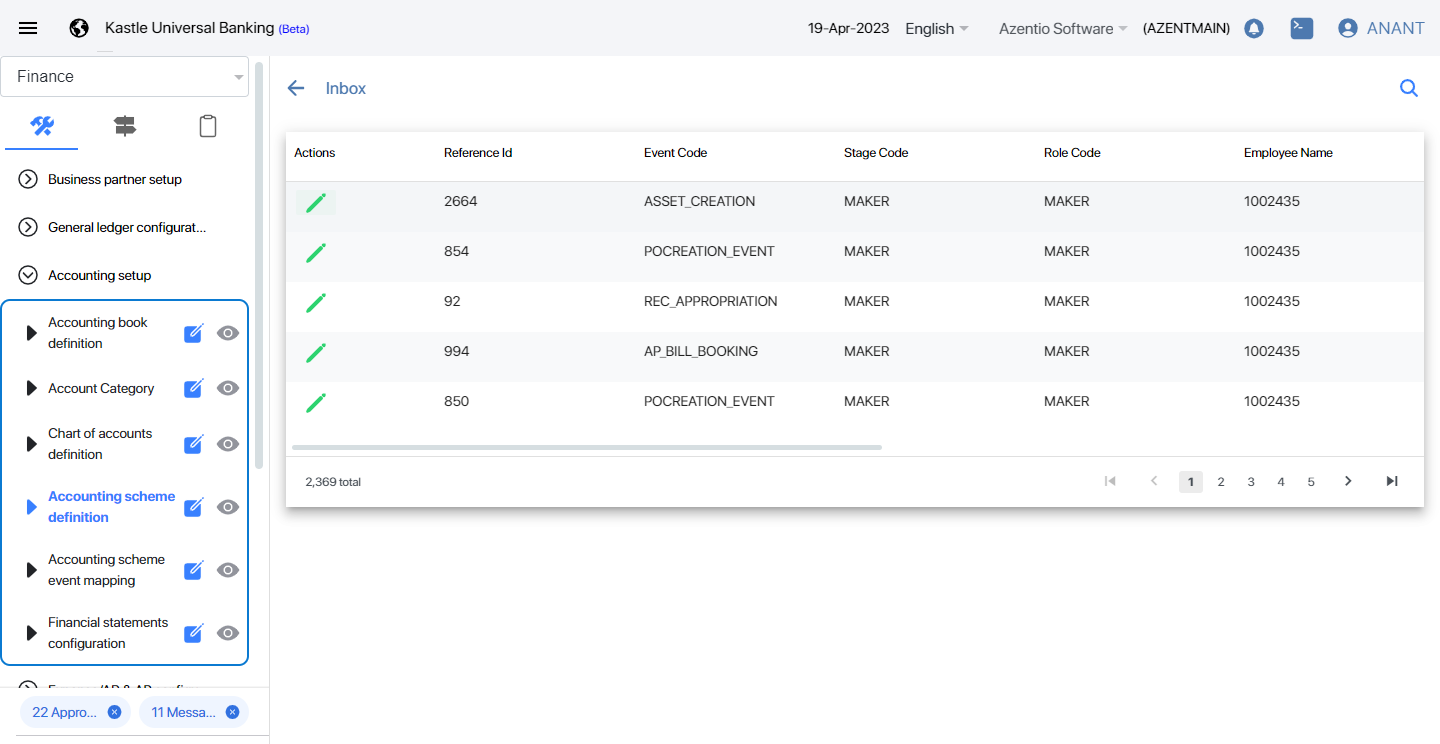 Kastle Universal Banking (Beta)
19-Apr-2023
English
Azentio Software
(AZENTMAIN)
ANANT
Finance
Business partner setup
General ledger configurat...
Accounting setup
Accounting book
definition
Account Category
Chart of accounts
definition
Accounting scheme
definition
Accounting scheme
event mapping
Financial statements
configuration
22 Appro...
11 Messa...
Inbox
Actions Reference Id Event Code Stage Code Role Code Employee Name
2664 ASSET_CREATION MAKER MAKER 1002435
854 POCREATION_EVENT MAKER MAKER 1002435
92 REC_APPROPRIATION MAKER MAKER 1002435
994 AP_BILL_BOOKING MAKER MAKER 1002435
850 POCREATION_EVENT MAKER MAKER 1002435
2,369 total
1 2 3 4 5